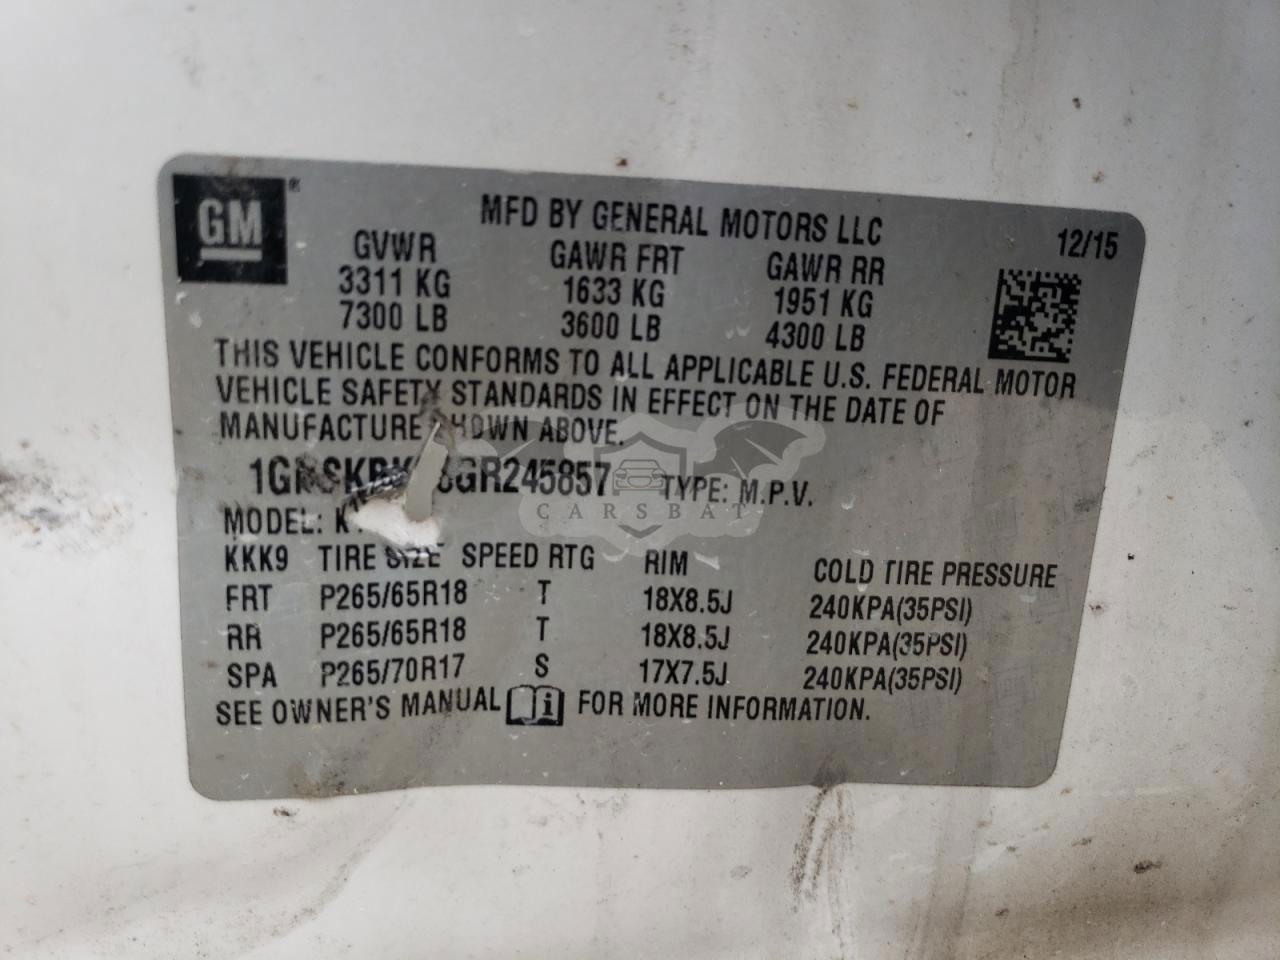 GM
MFD BY GENERAL MOTORS LLC
12/15
GVWR GAWR FRT GAWR RR
3311 KG 1633 KG 1951 KG
7300 LB 3600 LB 4300 LB
THIS VEHICLE CONFORMS TO ALL APPLICABLE U.S. FEDERAL MOTOR
VEHICLE SAFETY STANDARDS IN EFFECT ON THE DATE OF
MANUFACTURE SHOWN ABOVE.
TYPE: M.P.V.
CARSBAT
MODEL:
KKK9 TIRE SIZE SPEED RTG RIM COLD TIRE PRESSURE
FRT P265/65R18 T 18X8.5J 240KPA(35PSI)
RR P265/65R18 T 18X8.5J 240KPA(35PSI)
SPA P265/70R17 S 17X7.5J 240KPA(35PSI)
SEE OWNER'S MANUAL FOR MORE INFORMATION.